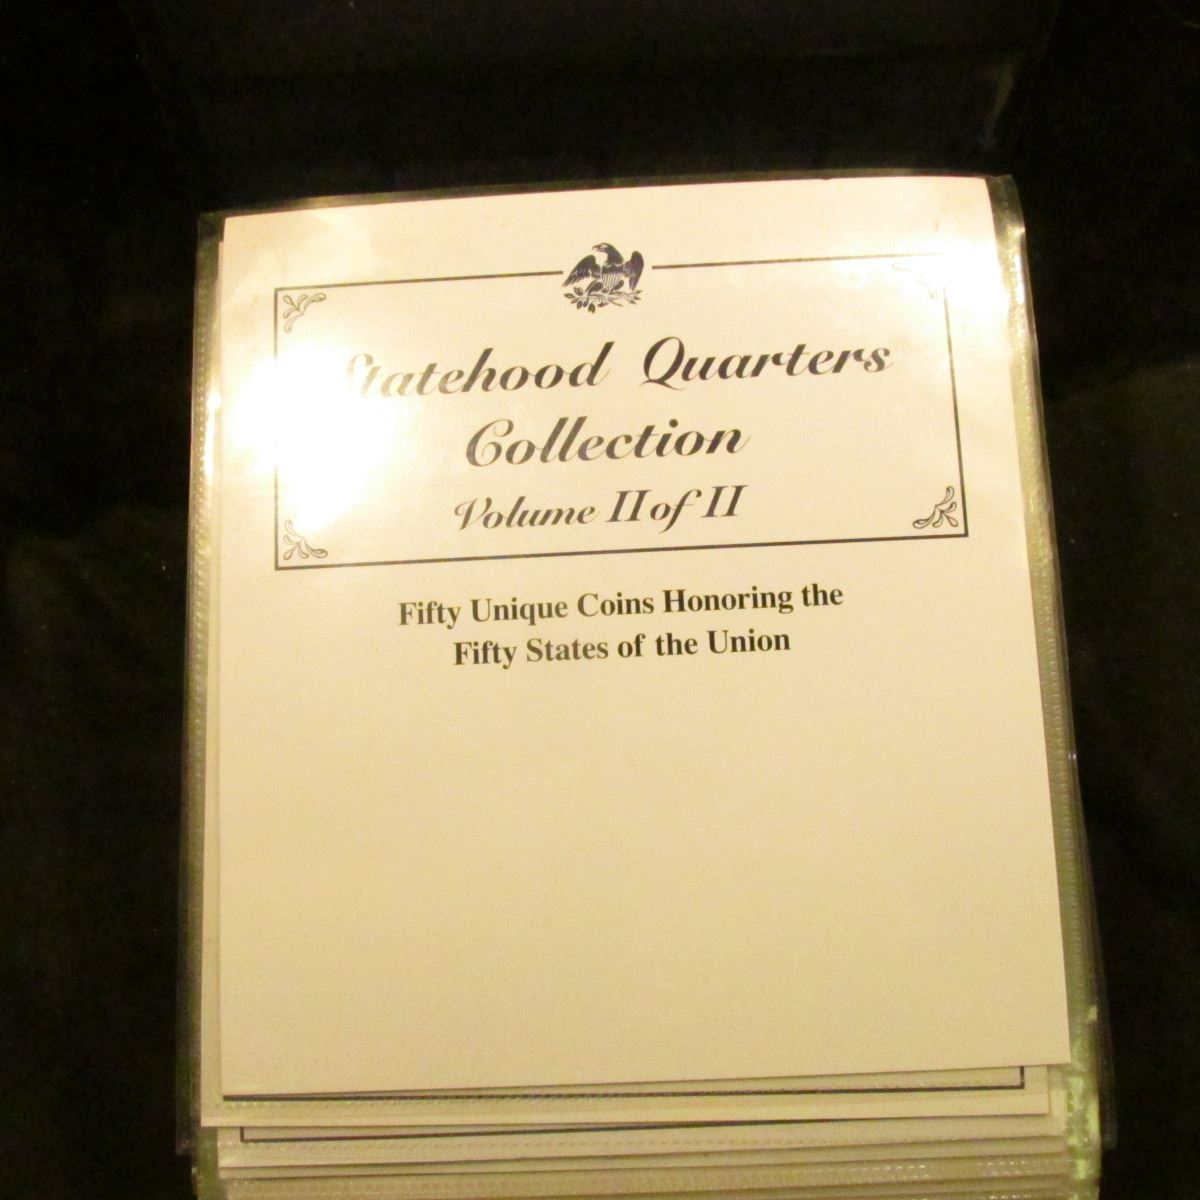 Statehood Quarters
Collection
Volume II of II
Fifty Unique Coins Honoring the
Fifty States of the Union